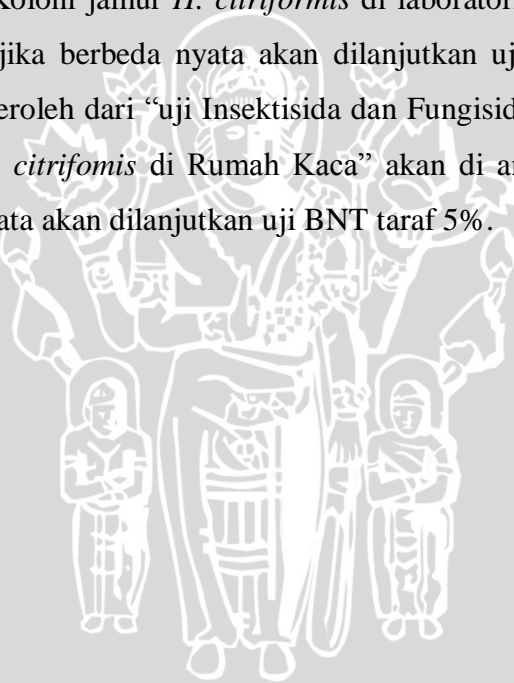 koloni jamur H. citriformis di laboratori
jika berbeda nyata akan dilanjutkan uj
eroleh dari “uji Insektisida dan Fungisid
citrifomis di Rumah Kaca” akan di an
ata akan dilanjutkan uji BNT taraf 5%.